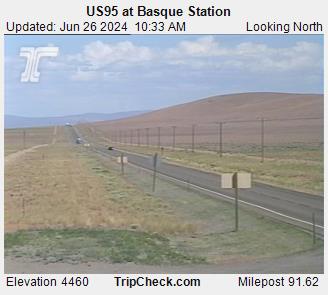 US95 at Basque Station
Updated: Jun 26 2024 10:33 AM Looking North
Elevation 4460 TripCheck.com Milepost 91.62